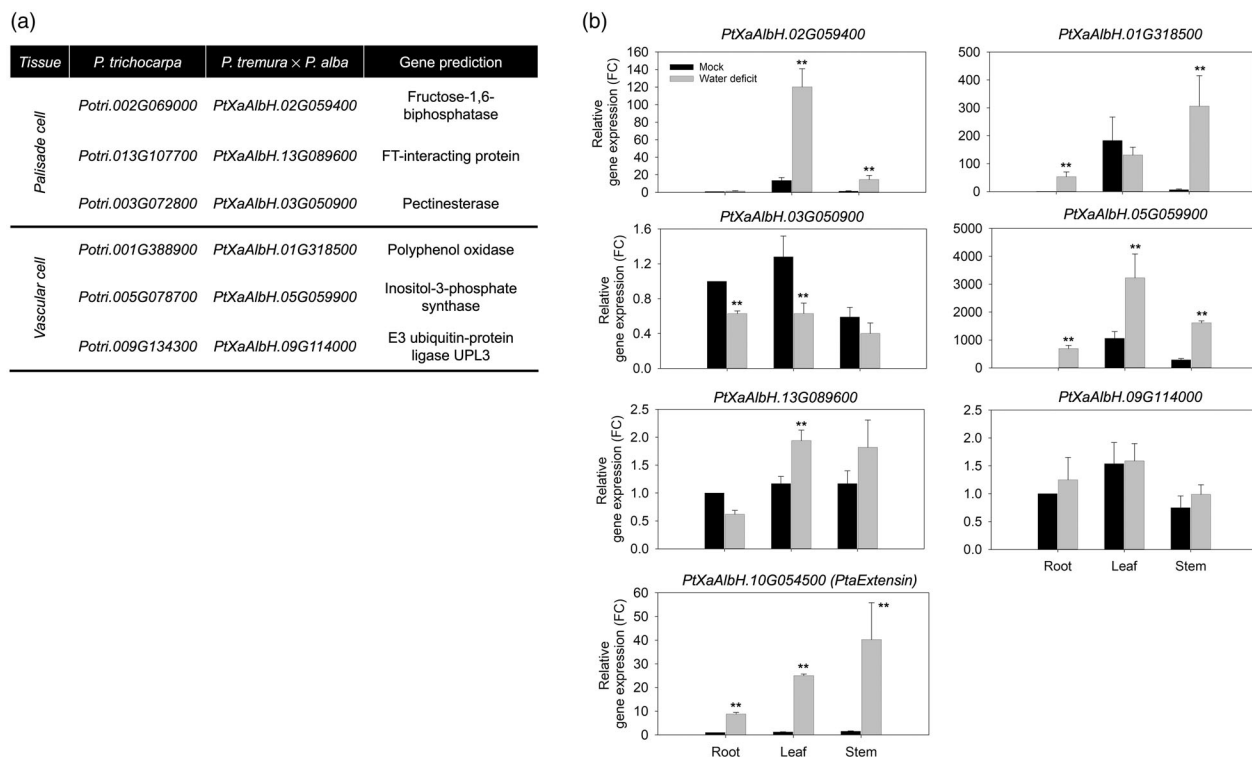 (a)
Tissue P. trichocarpa P. tremura × P. alba Gene prediction
Palisade cell
Potri.002G069000 PtXaAlbH.02G059400 Fructose-1,6-
biphosphatase
Potri.013G107700 PtXaAlbH.13G089600 FT-interacting protein
Potri.003G072800 PtXaAlbH.03G050900 Pectinesterase
Vascular cell
Potri.001G388900 PtXaAlbH.01G318500 Polyphenol oxidase
Potri.005G078700 PtXaAlbH.05G059900 Inositol-3-phosphate
synthase
Potri.009G134300 PtXaAlbH.09G114000 E3 ubiquitin-protein
ligase UPL3
(b)
PtXaAlbH.02G059400
Relative
gene expression (FC)
160
140
120
100
80
60
40
20
0
Mock
Water deficit
**
**
PtXaAlbH.01G318500
500
400
300
200
100
0
**
**
PtXaAlbH.03G050900
Relative
gene expression (FC)
1.6
1.2
0.8
0.4
0.0
**
**
PtXaAlbH.05G059900
5000
4000
3000
2000
1000
0
**
**
**
PtXaAlbH.13G089600
Relative
gene expression (FC)
2.5
2.0
1.5
1.0
0.5
0.0
**
PtXaAlbH.09G114000
2.5
2.0
1.5
1.0
0.5
0.0
Root Leaf Stem
PtXaAlbH.10G054500 (PtaExtensin)
Relative
gene expression (FC)
60
50
40
30
20
10
0
**
**
**
Root Leaf Stem